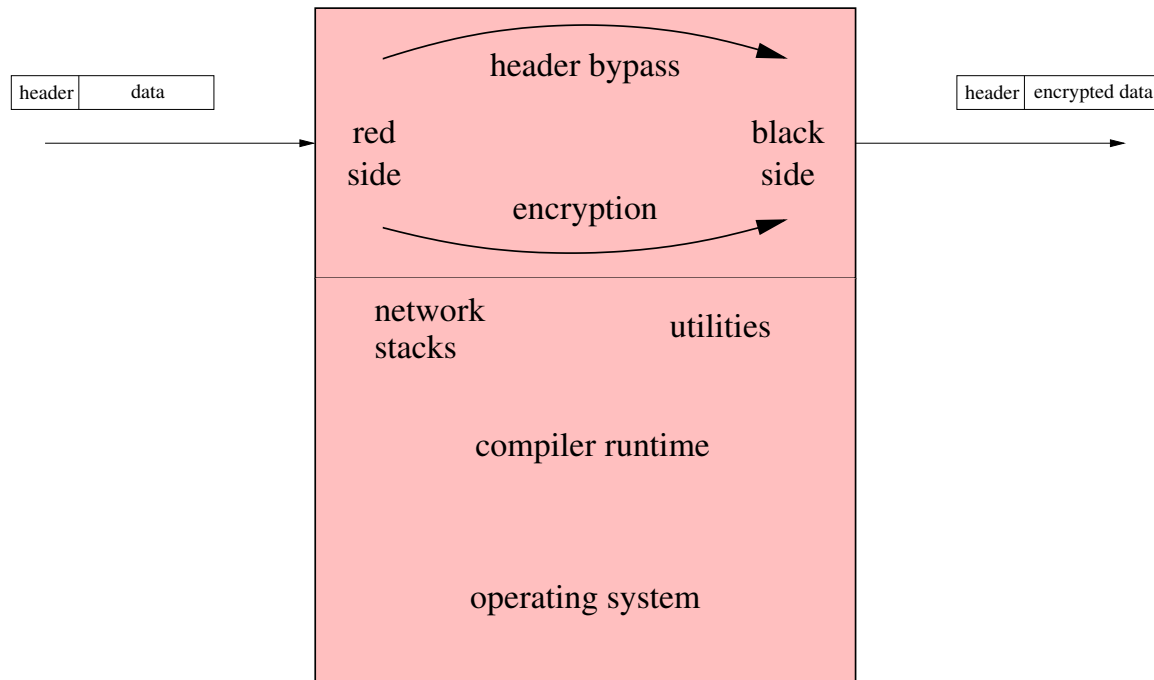 header bypass
header data
header encrypted data
red
side
black
side
encryption
network
stacks
utilities
compiler runtime
operating system